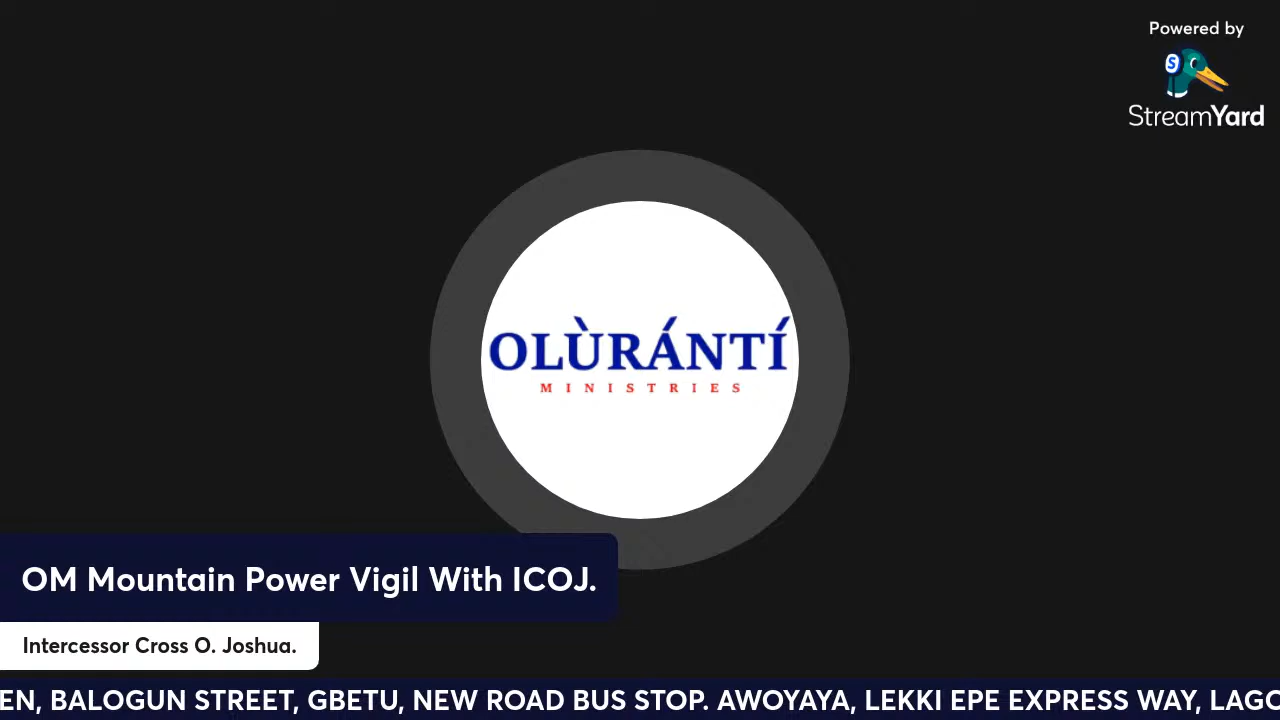 Powered by
StreamYard
OLÙRÁNTÍ
MINISTRIES
OM Mountain Power Vigil With ICOJ.
Intercessor Cross O. Joshua.
EN, BALOGUN STREET, GBETU, NEW ROAD BUS STOP. AWOYAYA, LEKKI EPE EXPRESS WAY, LAGO